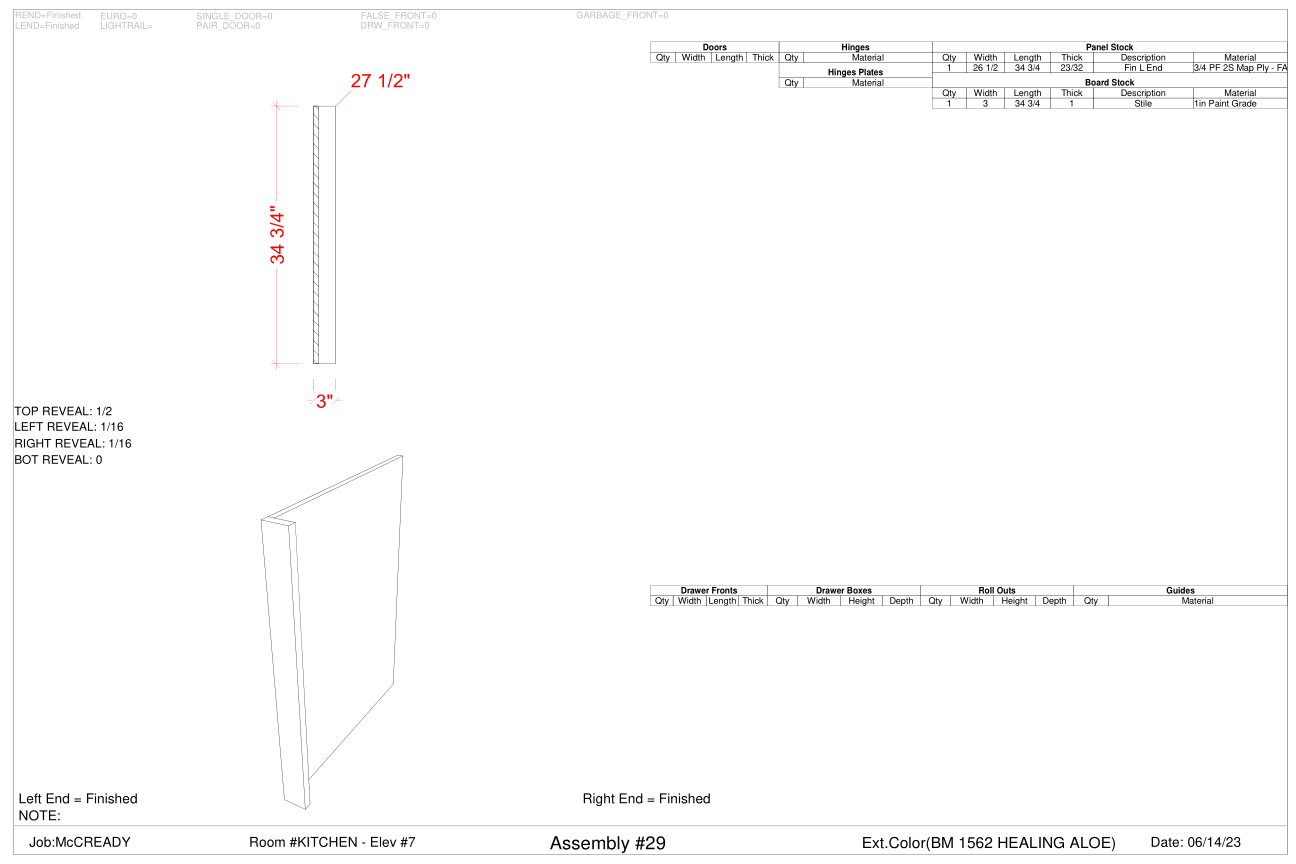 REND=Finished EURO=0 SINGLE_DOOR=0 FALSE_FRONT=0 GARBAGE_FRONT=0
LEND=Finished LIGHTRAIL= PAIR_DOOR=0 DRW_FRONT=0
Doors Hinges Panel Stock
Qty Width Length Thick Qty Material Qty Width Length Thick Description Material
1 26 1/2 34 3/4 23/32 Fin L End 3/4 PF 2S Map Ply - FA
Hinges Plates
Qty Material
Board Stock
Qty Width Length Thick Description Material
1 3 34 3/4 1 Stile 1in Paint Grade
27 1/2"
34 3/4"
3"
TOP REVEAL: 1/2
LEFT REVEAL: 1/16
RIGHT REVEAL: 1/16
BOT REVEAL: 0
Drawer Fronts Drawer Boxes Roll Outs Guides
Qty Width Length Thick Qty Width Height Depth Qty Width Height Depth Qty Material
Left End = Finished Right End = Finished
NOTE:
Job:McCREADY Room #KITCHEN - Elev #7 Assembly #29 Ext.Color(BM 1562 HEALING ALOE) Date: 06/14/23